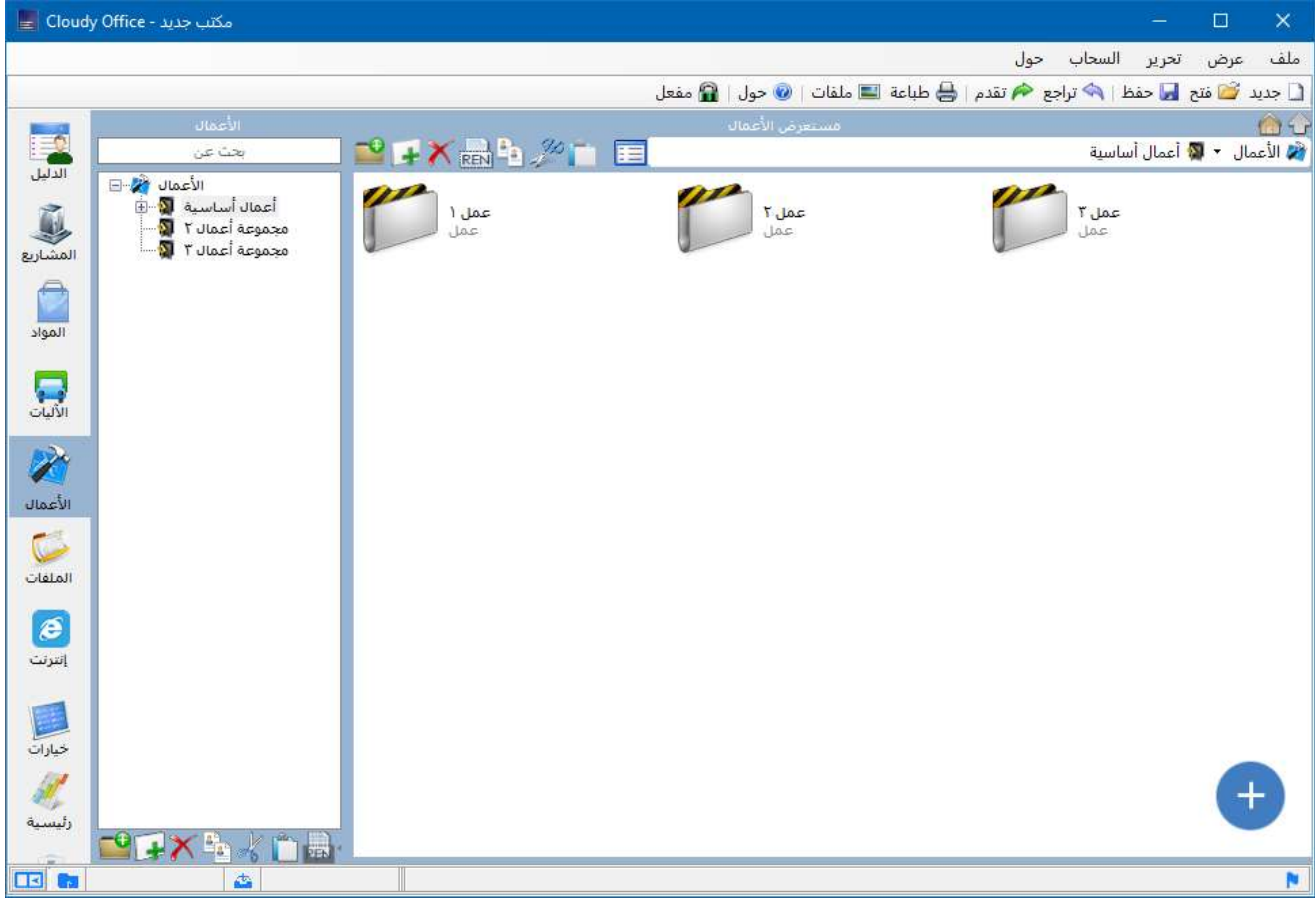 Cloudy Office - مكتب جديد
ملف عرض تحرير السحاب حول
جديد فتح حفظ تراجع تقدم طباعة ملفات حول مفعل
مستعرض الأعمال
الأعمال أعمال أساسية
REN
عمل ١
عمل
عمل ٢
عمل
عمل ٣
عمل
الأعمال
بحث عن
الأعمال
أعمال أساسية
مجموعة أعمال ٢
مجموعة أعمال ٣
REN
الدليل
المشاريع
المواد
الأليات
الأعمال
الملفات
إنترنت
خيارات
رئيسية